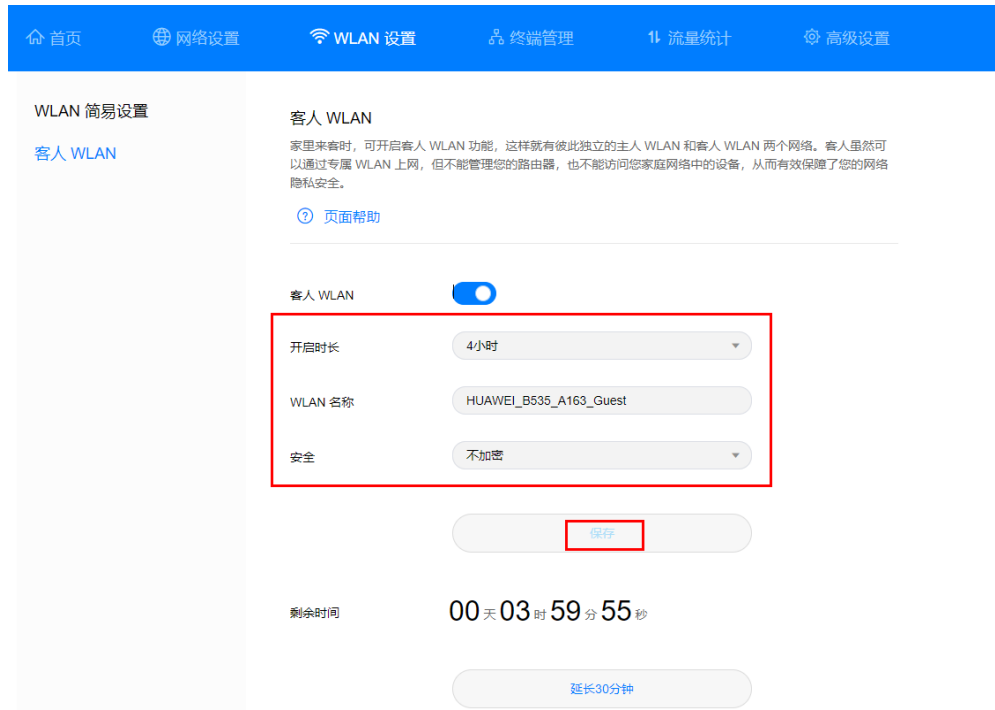 首页 网络设置 WLAN 设置 终端管理 流量统计 高级设置
WLAN 简易设置
客人 WLAN
客人 WLAN
家里来客时，可开启客人 WLAN 功能，这样就有彼此独立的主人 WLAN 和客人 WLAN 两个网络。客人虽然可
以通过专属 WLAN 上网，但不能管理您的路由器，也不能访问您家庭网络中的设备，从而有效保障了您的网络
隐私安全。
? 页面帮助
客人 WLAN
开启时长 4小时
WLAN 名称 HUAWEI_B535_A163_Guest
安全 不加密
保存
剩余时间 00 天 03 时 59 分 55 秒
延长30分钟